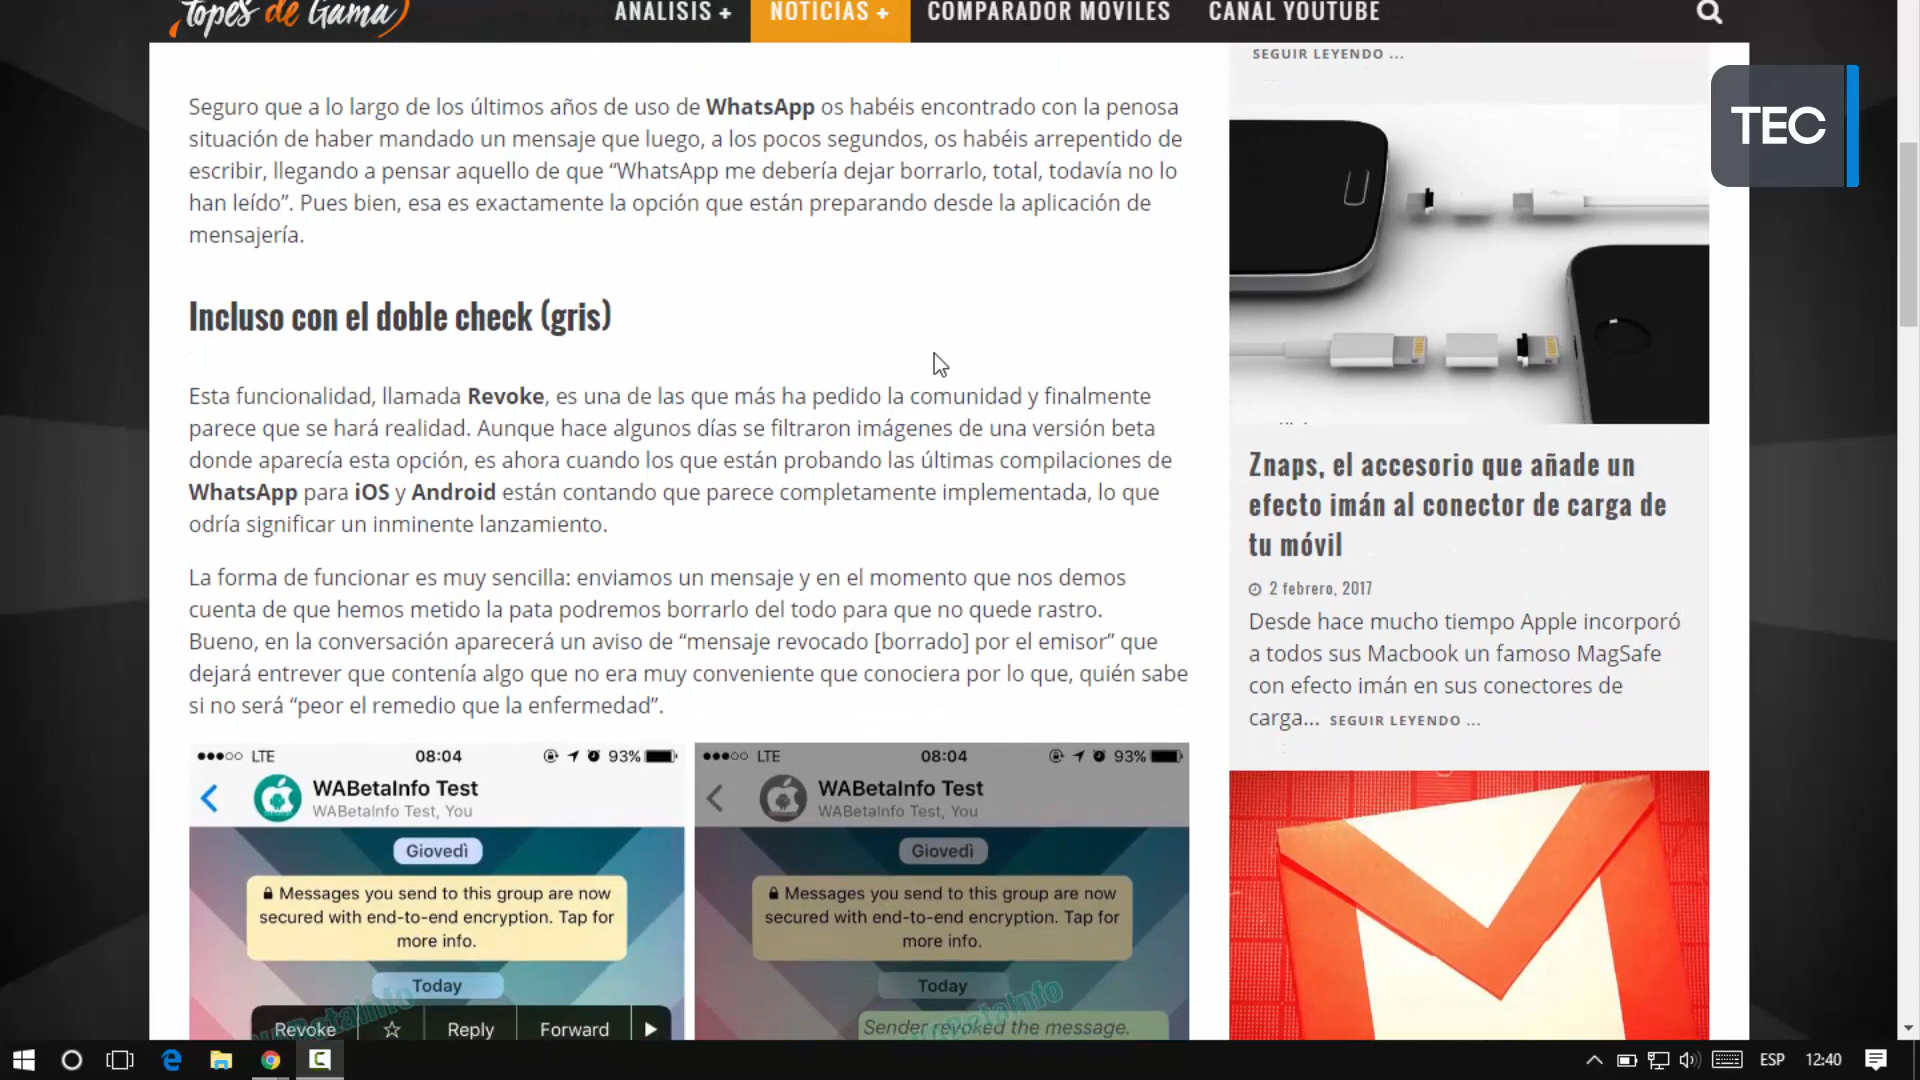 Topes de Gama
ANÁLISIS +
NOTICIAS +
COMPARADOR MÓVILES
CANAL YOUTUBE
TEC
Seguro que a lo largo de los últimos años de uso de WhatsApp os habéis encontrado con la penosa
situación de haber mandado un mensaje que luego, a los pocos segundos, os habéis arrepentido de
escribir, llegando a pensar aquello de que “WhatsApp me debería dejar borrarlo, total, todavía no lo
han leído”. Pues bien, esa es exactamente la opción que están preparando desde la aplicación de
mensajería.
Incluso con el doble check (gris)
Esta funcionalidad, llamada Revoke, es una de las que más ha pedido la comunidad y finalmente
parece que se hará realidad. Aunque hace algunos días se filtraron imágenes de una versión beta
donde aparecía esta opción, es ahora cuando los que están probando las últimas compilaciones de
WhatsApp para iOS y Android están contando que parece completamente implementada, lo que
odría significar un inminente lanzamiento.
La forma de funcionar es muy sencilla: enviamos un mensaje y en el momento que nos demos
cuenta de que hemos metido la pata podremos borrarlo del todo para que no quede rastro.
Bueno, en la conversación aparecerá un aviso de “mensaje revocado [borrado] por el emisor” que
dejará entrever que contenía algo que no era muy conveniente que conociera por lo que, quién sabe
si no será “peor el remedio que la enfermedad”.
LTE 08:04 93%
WABetaInfo Test
WABetaInfo Test, You
Giovedì
Messages you send to this group are now
secured with end-to-end encryption. Tap for
more info.
Today
WABetaInfo
Revoke Reply Forward
LTE 08:04 93%
WABetaInfo Test
WABetaInfo Test, You
Giovedì
Messages you send to this group are now
secured with end-to-end encryption. Tap for
more info.
Today
WABetaInfo
Sender revoked the message.
SEGUIR LEYENDO ...
Znaps, el accesorio que añade un
efecto imán al conector de carga de
tu móvil
2 febrero, 2017
Desde hace mucho tiempo Apple incorporó
a todos sus Macbook un famoso MagSafe
con efecto imán en sus conectores de
carga... SEGUIR LEYENDO ...
ESP 12:40